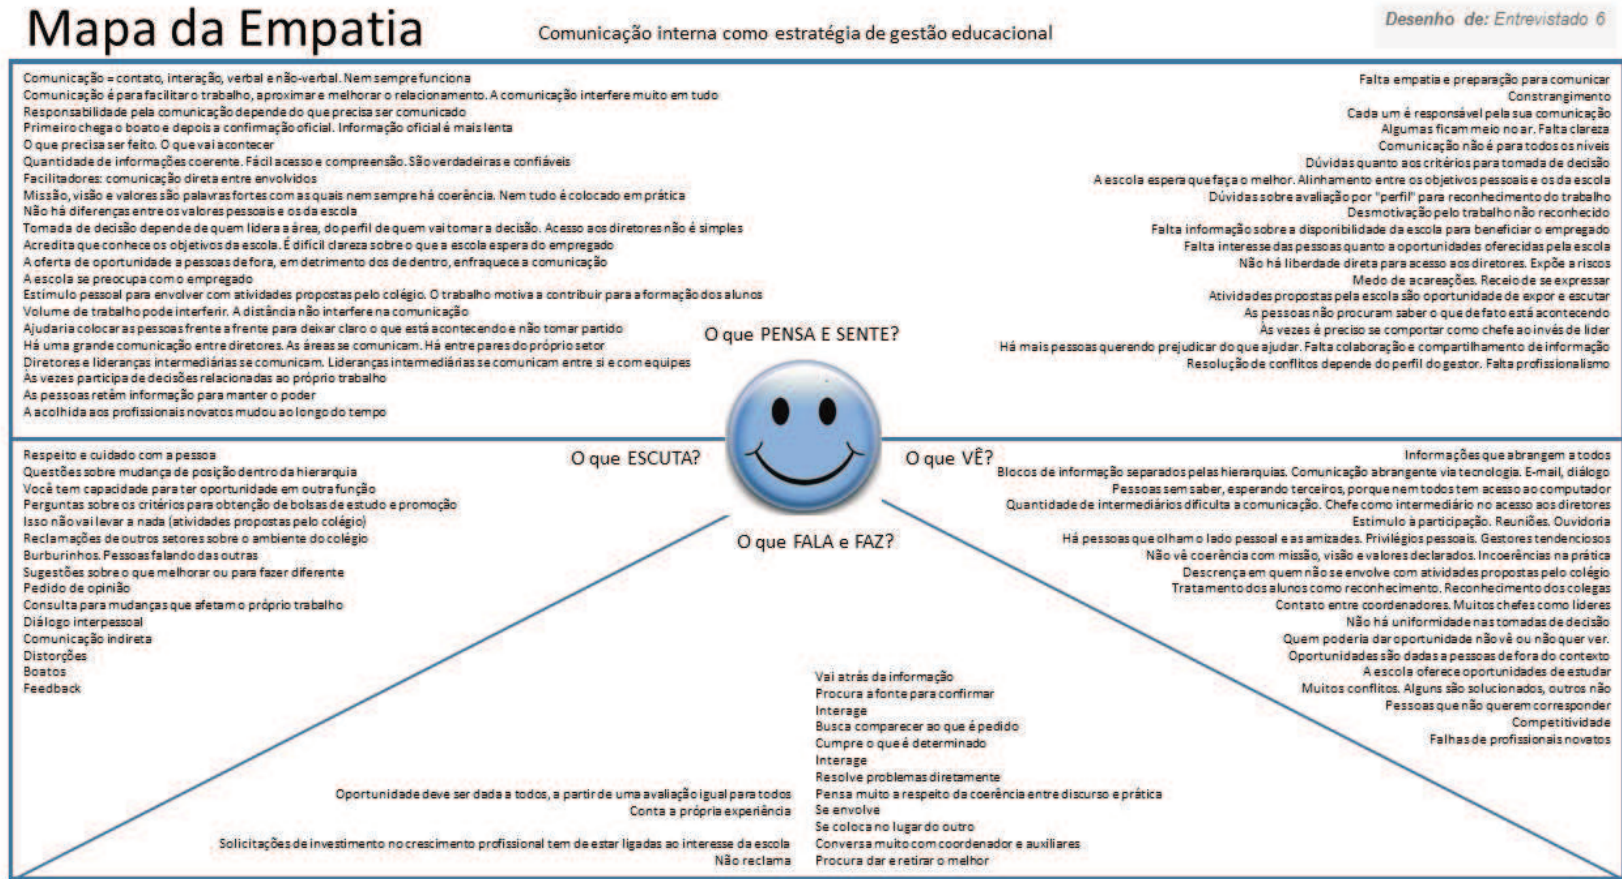 Mapa da Empatia
Comunicação interna como estratégia de gestão educacional
Desenho de: Entrevistado 6
Comunicação = contato, interação, verbal e não-verbal. Nem sempre funciona
Comunicação é para facilitar o trabalho, aproximar e melhorar o relacionamento. A comunicação interfere muito em tudo
Responsabilidade pela comunicação depende do que precisa ser comunicado
Primeiro chega o boato e depois a confirmação oficial. Informação oficial é mais lenta
O que precisa ser feito. O que vai acontecer
Quantidade de informações coerente. Fácil acesso e compreensão. São verdadeiras e confiáveis
Facilitadores: comunicação direta entre envolvidos
Missão, visão e valores são palavras fortes com as quais nem sempre há coerência. Nem tudo é colocado em prática
Não há diferenças entre os valores pessoais e os da escola
Tomada de decisão depende de quem lidera a área, do perfil de quem vai tomar a decisão. Acesso aos diretores não é simples
Acredita que conhece os objetivos da escola. É difícil clareza sobre o que a escola espera do empregado
A oferta de oportunidade a pessoas de fora, em detrimento dos de dentro, enfraquece a comunicação
A escola se preocupa com o empregado
Estímulo pessoal para envolver com atividades propostas pelo colégio. O trabalho motiva a contribuir para a formação dos alunos
Volume de trabalho pode interferir. A distância não interfere na comunicação
Ajudaria colocar as pessoas frente a frente para deixar claro o que está acontecendo e não tomar partido
Há uma grande comunicação entre diretores. As áreas se comunicam. Há entre pares do próprio setor
Diretores e lideranças intermediárias se comunicam. Lideranças intermediárias se comunicam entre si e com equipes
Às vezes participa de decisões relacionadas ao próprio trabalho
As pessoas retêm informação para manter o poder
A acolhida aos profissionais novatos mudou ao longo do tempo
Falta empatia e preparação para comunicar
Constrangimento
Cada um é responsável pela sua comunicação
Algumas ficam meio no ar. Falta clareza
Comunicação não é para todos os níveis
Dúvidas quanto aos critérios para tomada de decisão
A escola espera que faça o melhor. Alinhamento entre os objetivos pessoais e os da escola
Dúvidas sobre avaliação por "perfil" para reconhecimento do trabalho
Desmotivação pelo trabalho não reconhecido
Falta informação sobre a disponibilidade da escola para beneficiar o empregado
Falta interesse das pessoas quanto a oportunidades oferecidas pela escola
Não há liberdade direta para acesso aos diretores. Expõe a riscos
Medo de acareações. Receio de se expressar
Atividades propostas pela escola são oportunidade de expor e escutar
As pessoas não procuram saber o que de fato está acontecendo
Às vezes é preciso se comportar como chefe ao invés de líder
Há mais pessoas querendo prejudicar do que ajudar. Falta colaboração e compartilhamento de informação
Resolução de conflitos depende do perfil do gestor. Falta profissionalismo
O que PENSA E SENTE?
O que ESCUTA?
Respeito e cuidado com a pessoa
Questões sobre mudança de posição dentro da hierarquia
Você tem capacidade para ter oportunidade em outra função
Perguntas sobre os critérios para obtenção de bolsas de estudo e promoção
Isso não vai levar a nada (atividades propostas pelo colégio)
Reclamações de outros setores sobre o ambiente do colégio
Burburinhos. Pessoas falando das outras
Sugestões sobre o que melhorar ou para fazer diferente
Pedido de opinião
Consulta para mudanças que afetam o próprio trabalho
Diálogo interpessoal
Comunicação indireta
Distorções
Boatos
Feedback
O que VÊ?
Informações que abrangem a todos
Blocos de informação separados pelas hierarquias. Comunicação abrangente via tecnologia. E-mail, diálogo
Pessoas sem saber, esperando terceiros, porque nem todos tem acesso ao computador
Quantidade de intermediários dificulta a comunicação. Chefe como intermediário no acesso aos diretores
Estímulo à participação. Reuniões. Ouvidoria
Há pessoas que olham o lado pessoal e as amizades. Privilégios pessoais. Gestores tendenciosos
Não vê coerência com missão, visão e valores declarados. Incoerências na prática
Descrença em quem não se envolve com atividades propostas pelo colégio
Tratamento dos alunos como reconhecimento. Reconhecimento dos colegas
Contato entre coordenadores. Muitos chefes como líderes
Não há uniformidade nas tomadas de decisão
Quem poderia dar oportunidade não vê ou não quer ver.
Oportunidades são dadas a pessoas de fora do contexto
A escola oferece oportunidades de estudar
Muitos conflitos. Alguns são solucionados, outros não
Pessoas que não querem corresponder
Competitividade
Falhas de profissionais novatos
O que FALA e FAZ?
Oportunidade deve ser dada a todos, a partir de uma avaliação igual para todos
Conta a própria experiência
Solicitações de investimento no crescimento profissional tem de estar ligadas ao interesse da escola
Não reclama
Vai atrás da informação
Procura a fonte para confirmar
Interage
Busca comparecer ao que é pedido
Cumpre o que é determinado
Interage
Resolve problemas diretamente
Pensa muito a respeito da coerência entre discurso e prática
Se envolve
Se coloca no lugar do outro
Conversa muito com coordenador e auxiliares
Procura dar e retirar o melhor